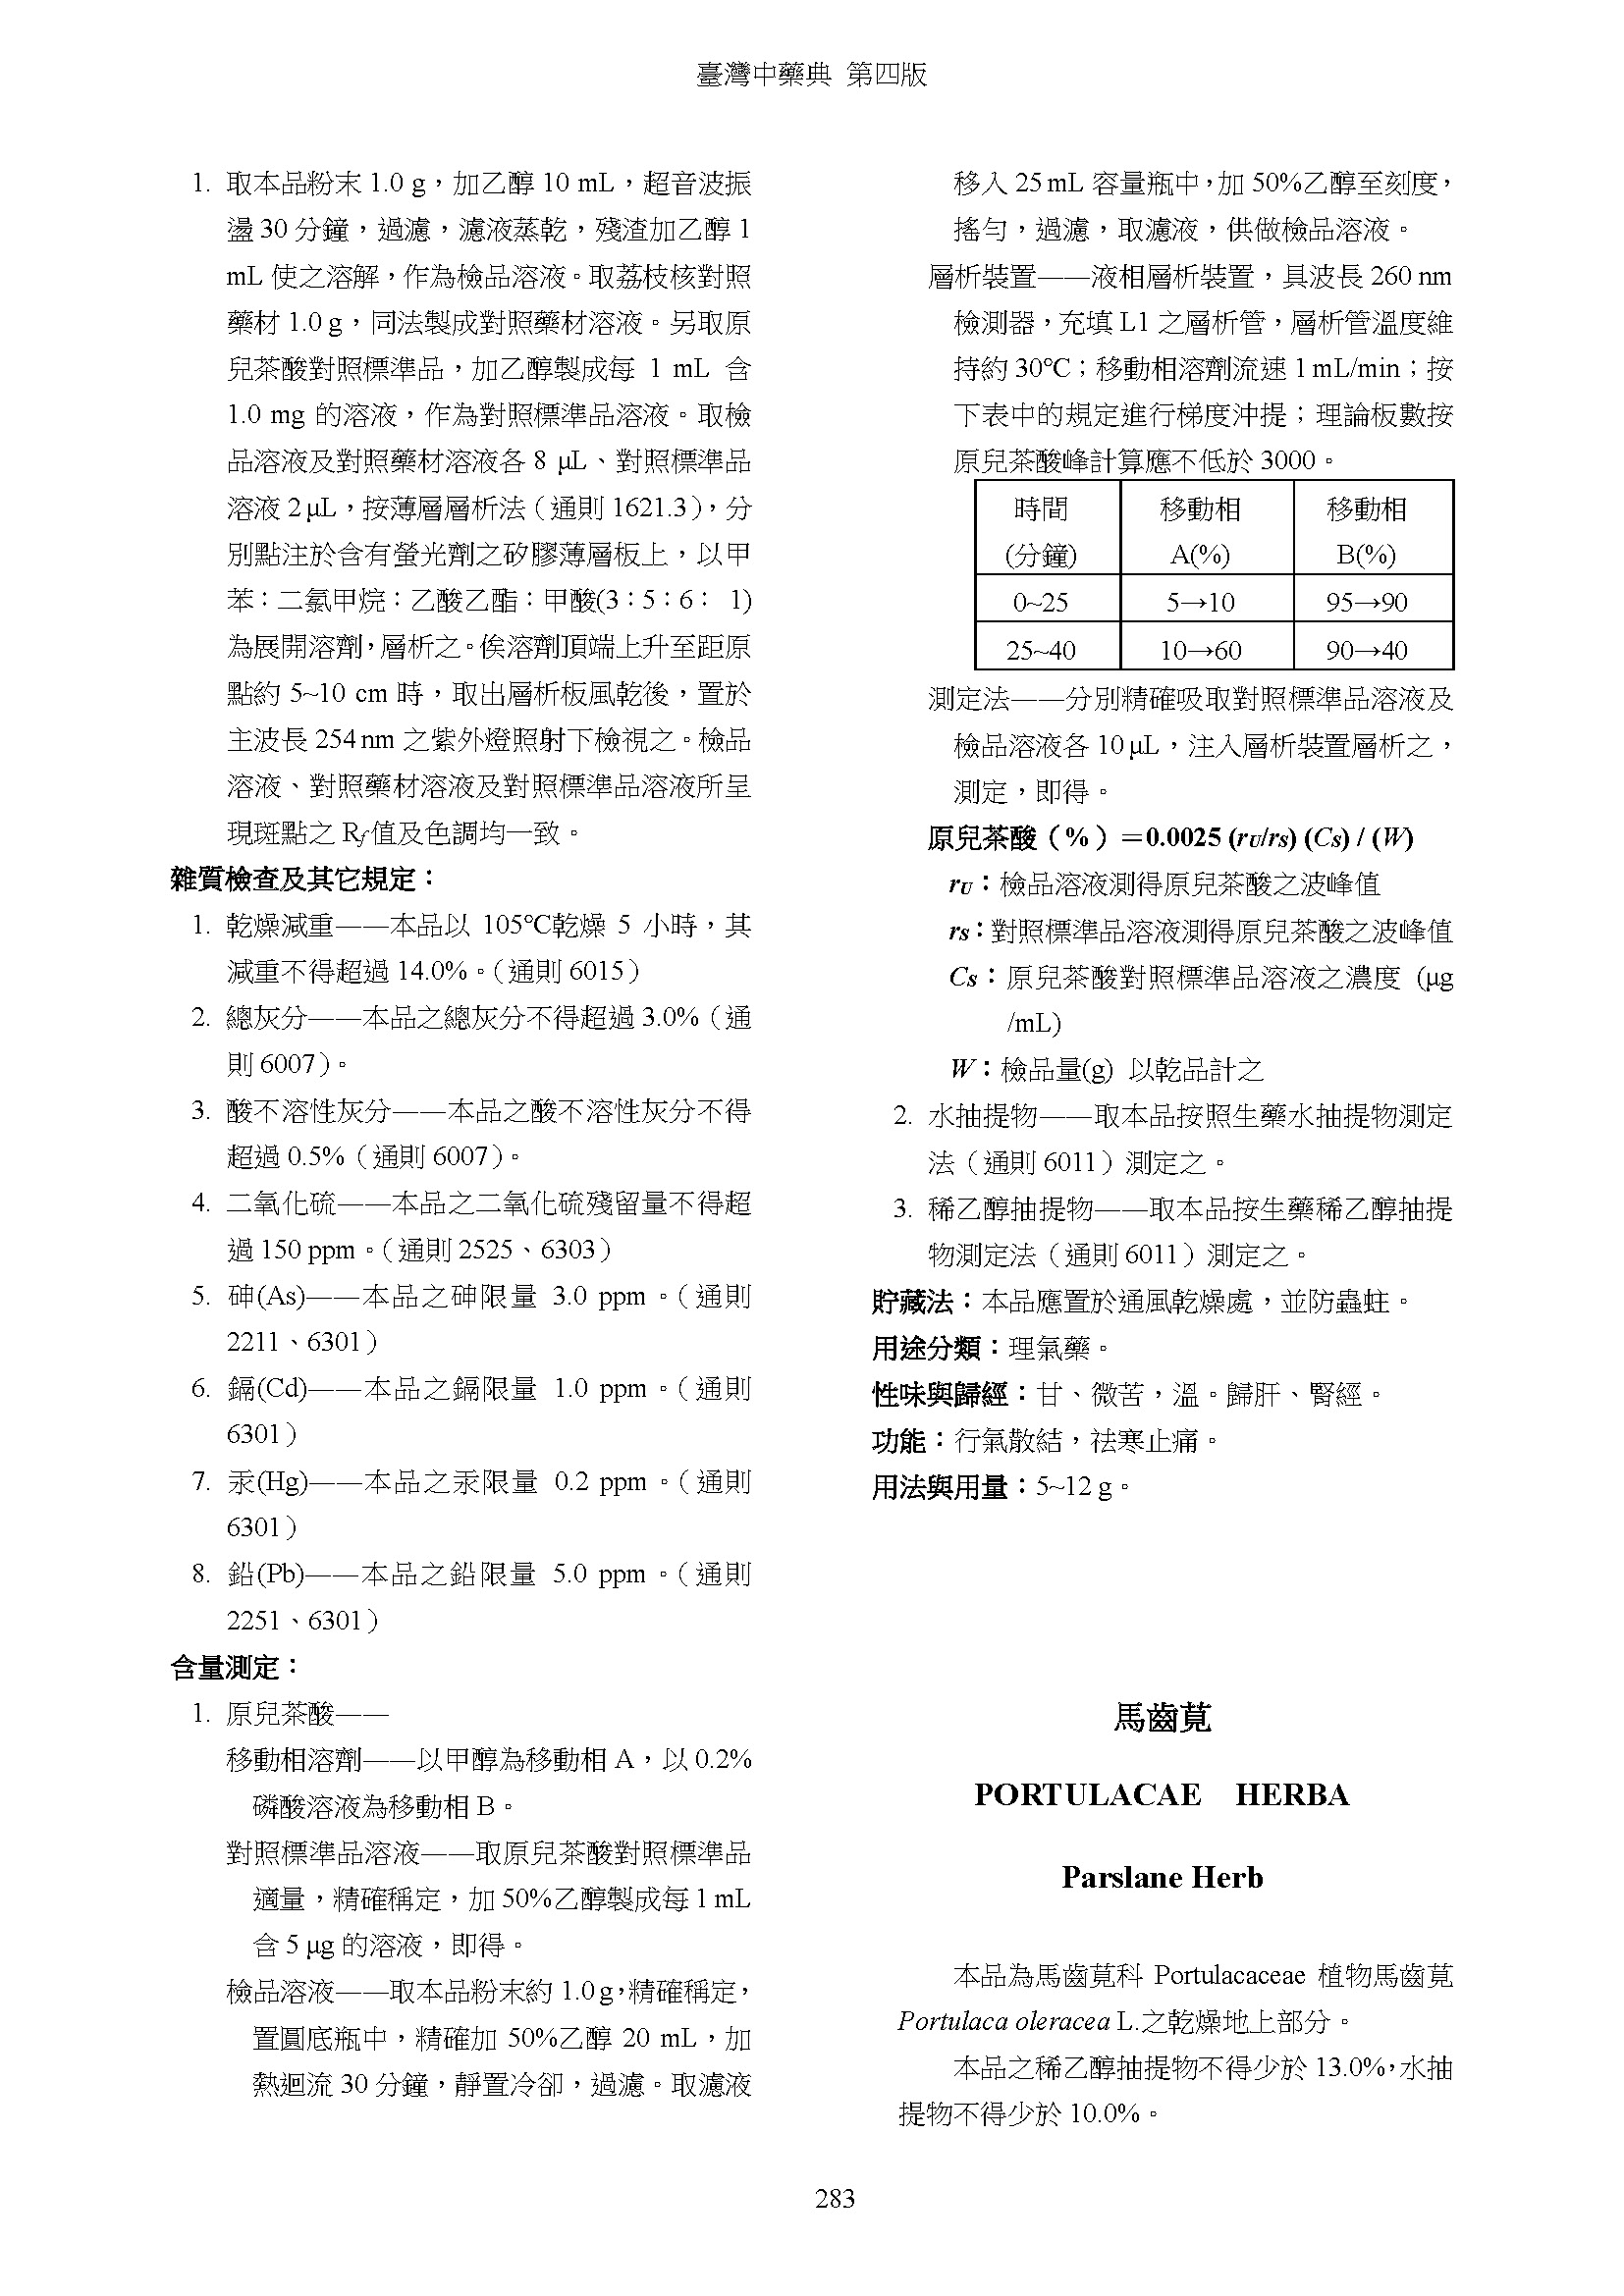 臺灣中藥典 第四版
1. 取本品粉末 1.0 g，加乙醇 10 mL，超音波振
盪 30 分鐘，過濾，濾液蒸乾，殘渣加乙醇 1
mL 使之溶解，作為檢品溶液。取荔枝核對照
藥材 1.0 g，同法製成對照藥材溶液。另取原
兒茶酸對照標準品，加乙醇製成每 1 mL 含
1.0 mg 的溶液，作為對照標準品溶液。取檢
品溶液及對照藥材溶液各 8 μL、對照標準品
溶液 2 μL，按薄層層析法（通則 1621.3），分
別點注於含有螢光劑之矽膠薄層板上，以甲
苯：二氯甲烷：乙酸乙酯：甲酸(3：5：6： 1)
為展開溶劑，層析之。俟溶劑頂端上升至距原
點約 5~10 cm 時，取出層析板風乾後，置於
主波長 254 nm 之紫外燈照射下檢視之。檢品
溶液、對照藥材溶液及對照標準品溶液所呈
現斑點之 Rf 值及色調均一致。
雜質檢查及其它規定：
1. 乾燥減重——本品以 105℃乾燥 5 小時，其
減重不得超過 14.0%。（通則 6015）
2. 總灰分——本品之總灰分不得超過 3.0%（通
則 6007）。
3. 酸不溶性灰分——本品之酸不溶性灰分不得
超過 0.5%（通則 6007）。
4. 二氧化硫——本品之二氧化硫殘留量不得超
過 150 ppm。（通則 2525、6303）
5. 砷(As)——本品之砷限量 3.0 ppm。（通則
2211、6301）
6. 鎘(Cd)——本品之鎘限量 1.0 ppm。（通則
6301）
7. 汞(Hg)——本品之汞限量 0.2 ppm。（通則
6301）
8. 鉛(Pb)——本品之鉛限量 5.0 ppm。（通則
2251、6301）
含量測定：
1. 原兒茶酸——
移動相溶劑——以甲醇為移動相 A，以 0.2%
磷酸溶液為移動相 B。
對照標準品溶液——取原兒茶酸對照標準品
適量，精確稱定，加 50%乙醇製成每 1 mL
含 5 μg 的溶液，即得。
檢品溶液——取本品粉末約 1.0 g，精確稱定，
置圓底瓶中，精確加 50%乙醇 20 mL，加
熱迴流 30 分鐘，靜置冷卻，過濾。取濾液
移入 25 mL 容量瓶中，加 50%乙醇至刻度，
搖勻，過濾，取濾液，供做檢品溶液。
層析裝置——液相層析裝置，具波長 260 nm
檢測器，充填 L1 之層析管，層析管溫度維
持約 30℃；移動相溶劑流速 1 mL/min；按
下表中的規定進行梯度沖提；理論板數按
原兒茶酸峰計算應不低於 3000。
時間 移動相 移動相
(分鐘) A(%) B(%)
0~25 5→10 95→90
25~40 10→60 90→40
測定法——分別精確吸取對照標準品溶液及
檢品溶液各 10 μL，注入層析裝置層析之，
測定，即得。
原兒茶酸（%）＝0.0025 (rU/rS) (CS) / (W)
rU：檢品溶液測得原兒茶酸之波峰值
rS：對照標準品溶液測得原兒茶酸之波峰值
CS：原兒茶酸對照標準品溶液之濃度 (μg
/mL)
W：檢品量(g) 以乾品計之
2. 水抽提物——取本品按照生藥水抽提物測定
法（通則 6011）測定之。
3. 稀乙醇抽提物——取本品按生藥稀乙醇抽提
物測定法（通則 6011）測定之。
貯藏法：本品應置於通風乾燥處，並防蟲蛀。
用途分類：理氣藥。
性味與歸經：甘、微苦，溫。歸肝、腎經。
功能：行氣散結，祛寒止痛。
用法與用量：5~12 g。
馬齒莧
PORTULACAE HERBA
Parslane Herb
本品為馬齒莧科 Portulacaceae 植物馬齒莧
Portulaca oleracea L.之乾燥地上部分。
本品之稀乙醇抽提物不得少於 13.0%，水抽
提物不得少於 10.0%。
283